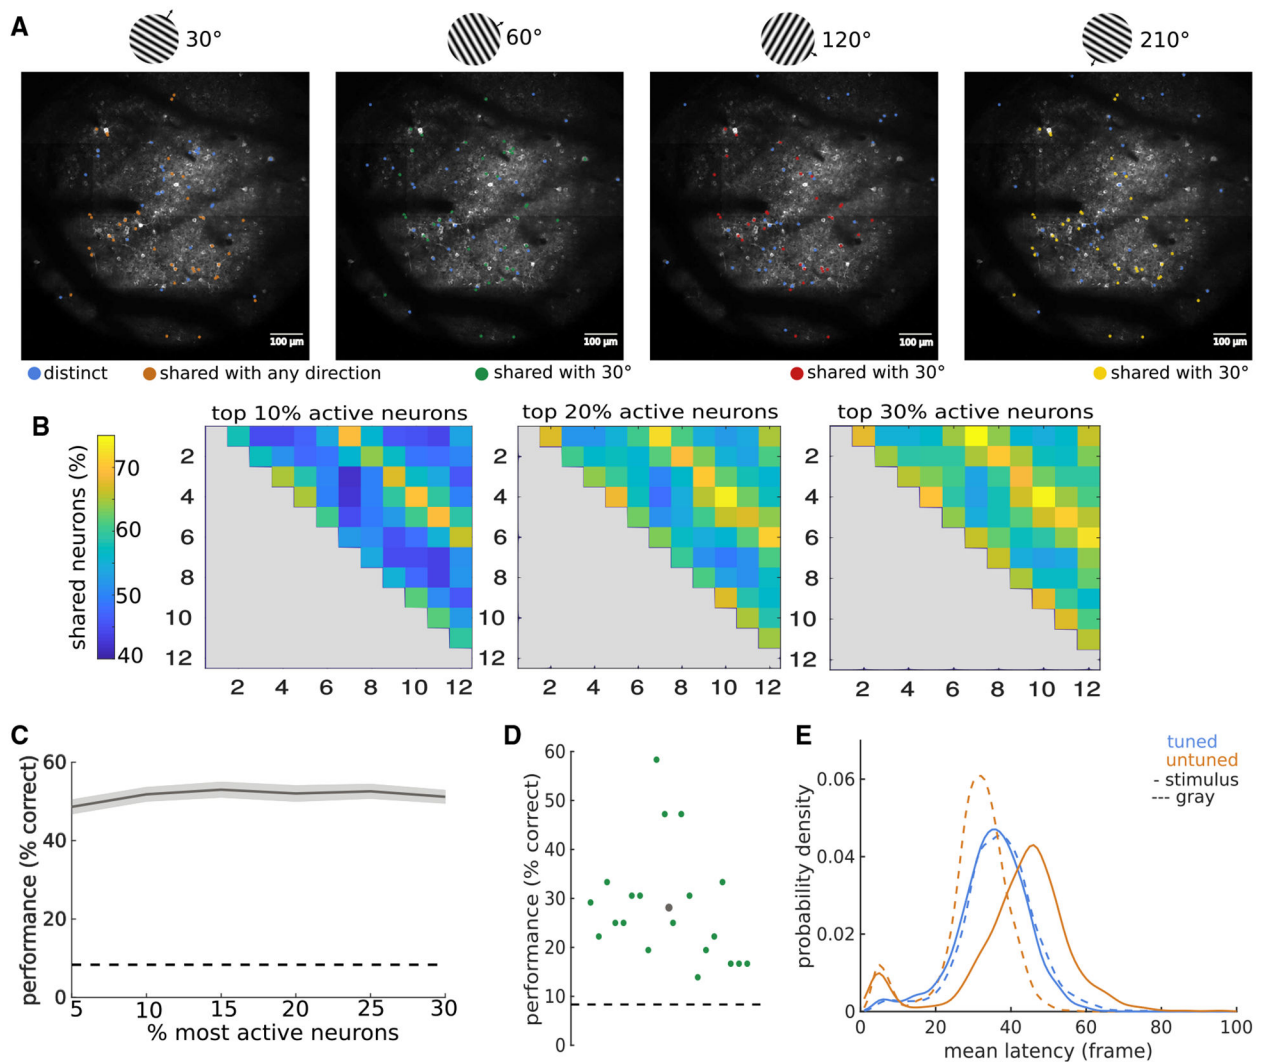 A
30°
60°
120°
210°
100 µm
100 µm
100 µm
100 µm
distinct
shared with any direction
shared with 30°
shared with 30°
shared with 30°
B
top 10% active neurons
top 20% active neurons
top 30% active neurons
shared neurons (%)
70
60
50
40
2
4
6
8
10
12
2 4 6 8 10 12
2
4
6
8
10
12
2 4 6 8 10 12
2
4
6
8
10
12
2 4 6 8 10 12
C
performance (% correct)
60
40
20
0
5 10 15 20 25 30
% most active neurons
D
performance (% correct)
60
50
40
30
20
10
0
E
tuned
untuned
- stimulus
--- gray
probability density
0.06
0.04
0.02
0
0 20 40 60 80 100
mean latency (frame)